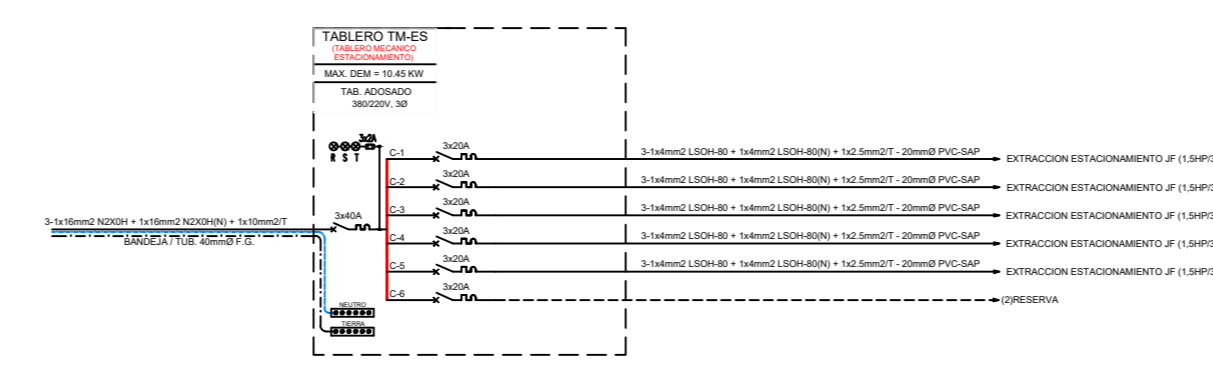 TABLERO TM-ES
(TABLERO MECANICO
ESTACIONAMIENTO)
MAX. DEM = 10.45 KW
TAB. ADOSADO
380/220V, 3Ø
3x2A
R S T
C-1
3x20A
3-1x4mm2 LSOH-80 + 1x4mm2 LSOH-80(N) + 1x2.5mm2/T - 20mmØ PVC-SAP
EXTRACCION ESTACIONAMIENTO JF (1,5HP/3
C-2
3x20A
3-1x4mm2 LSOH-80 + 1x4mm2 LSOH-80(N) + 1x2.5mm2/T - 20mmØ PVC-SAP
EXTRACCION ESTACIONAMIENTO JF (1,5HP/3
C-3
3x20A
3-1x4mm2 LSOH-80 + 1x4mm2 LSOH-80(N) + 1x2.5mm2/T - 20mmØ PVC-SAP
EXTRACCION ESTACIONAMIENTO JF (1,5HP/3
3-1x16mm2 N2X0H + 1x16mm2 N2X0H(N) + 1x10mm2/T
BANDEJA / TUB. 40mmØ F.G.
3x40A
C-4
3x20A
3-1x4mm2 LSOH-80 + 1x4mm2 LSOH-80(N) + 1x2.5mm2/T - 20mmØ PVC-SAP
EXTRACCION ESTACIONAMIENTO JF (1,5HP/3
C-5
3x20A
3-1x4mm2 LSOH-80 + 1x4mm2 LSOH-80(N) + 1x2.5mm2/T - 20mmØ PVC-SAP
EXTRACCION ESTACIONAMIENTO JF (1,5HP/3
C-6
3x20A
(2)RESERVA
NEUTRO
TIERRA